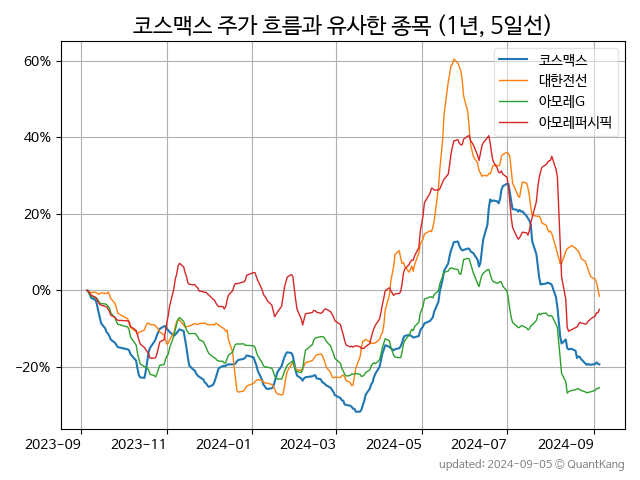 코스맥스 주가 흐름과 유사한 종목 (1년, 5일선)
코스맥스
대한전선
아모레G
아모레퍼시픽
60%
40%
20%
0%
−20%
2023-09 2023-11 2024-01 2024-03 2024-05 2024-07 2024-09
updated: 2024-09-05 © QuantKang